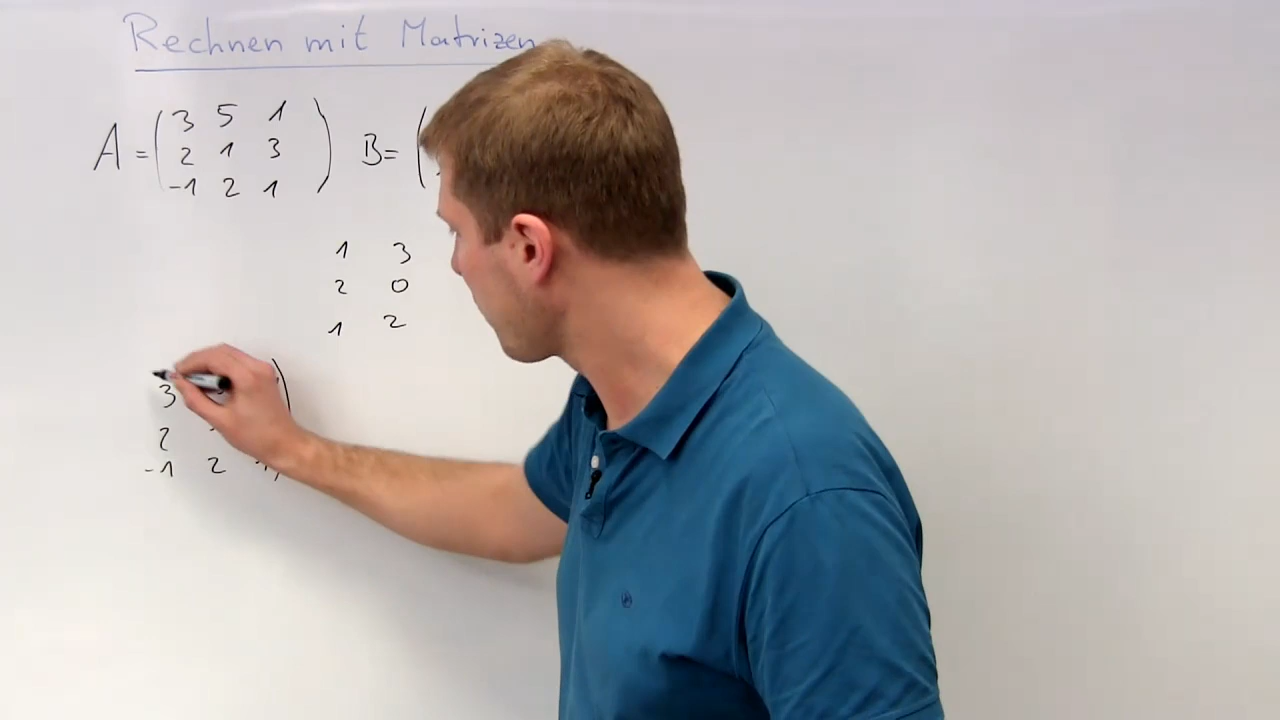 Rechnen mit Matrizen
A = ( 3 5 1 ) B = (
2 1 3
-1 2 1
1 3
2 0
1 2
3
2
-1 2